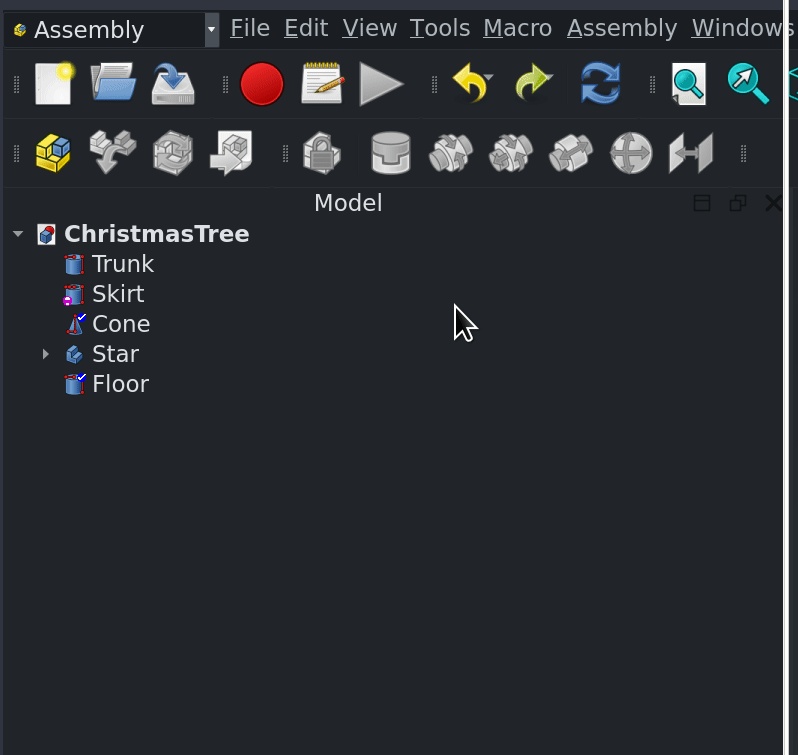 Assembly File Edit View Tools Macro Assembly Windows
Model
ChristmasTree
Trunk
Skirt
Cone
Star
Floor